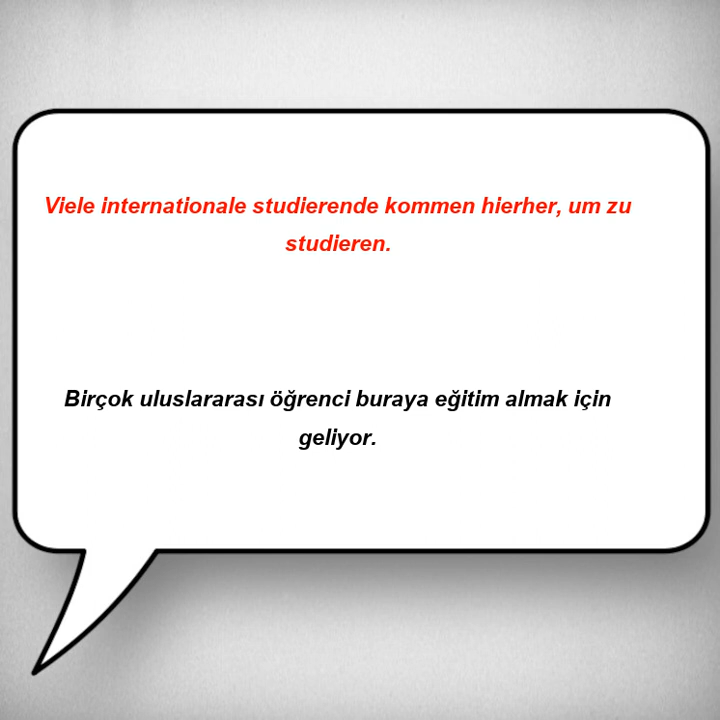 Viele internationale studierende kommen hierher, um zu
studieren.
Birçok uluslararası öğrenci buraya eğitim almak için
geliyor.